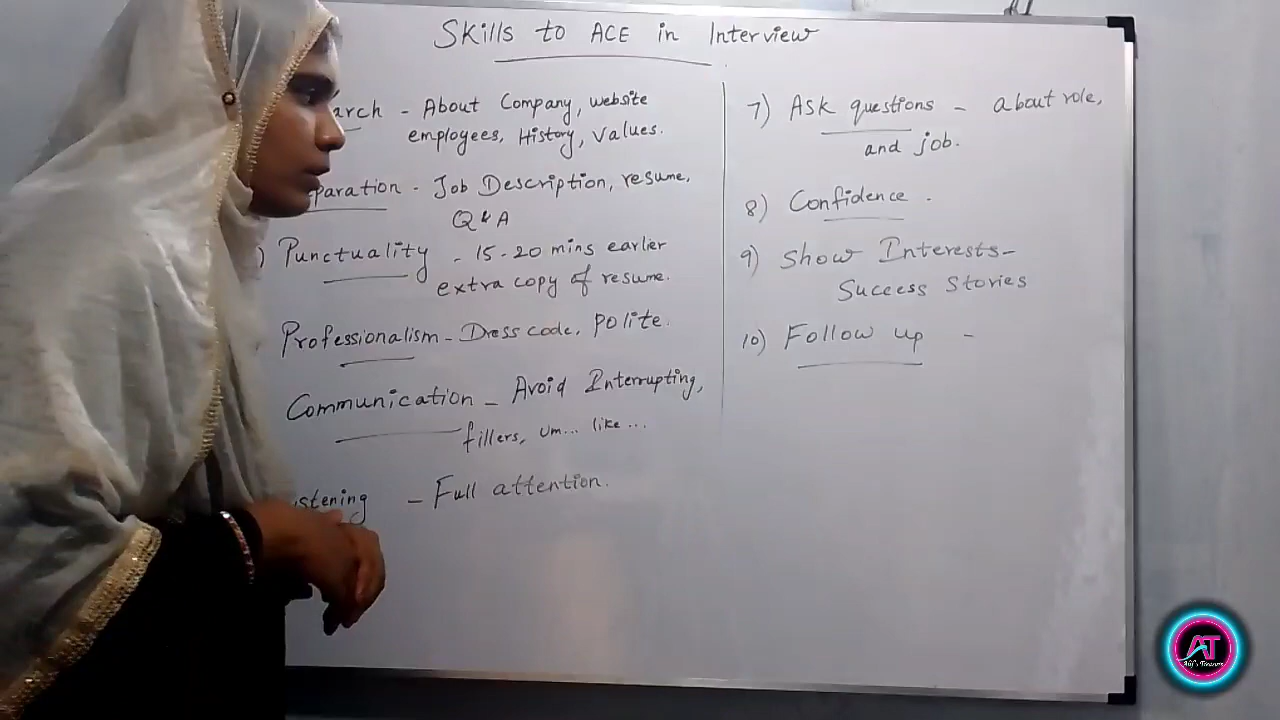 Skills to ACE in Interview
arch - About Company, website
employees, History, values.
paration - Job Description, resume,
Q & A
) Punctuality - 15-20 mins earlier
extra copy of resume.
Professionalism - Dress code, Polite.
Communication - Avoid Interrupting,
fillers, um... like ...
stening - Full attention.
7) Ask questions - about role,
and job.
8) Confidence.
9) Show Interests -
Success Stories
10) Follow up -
AT